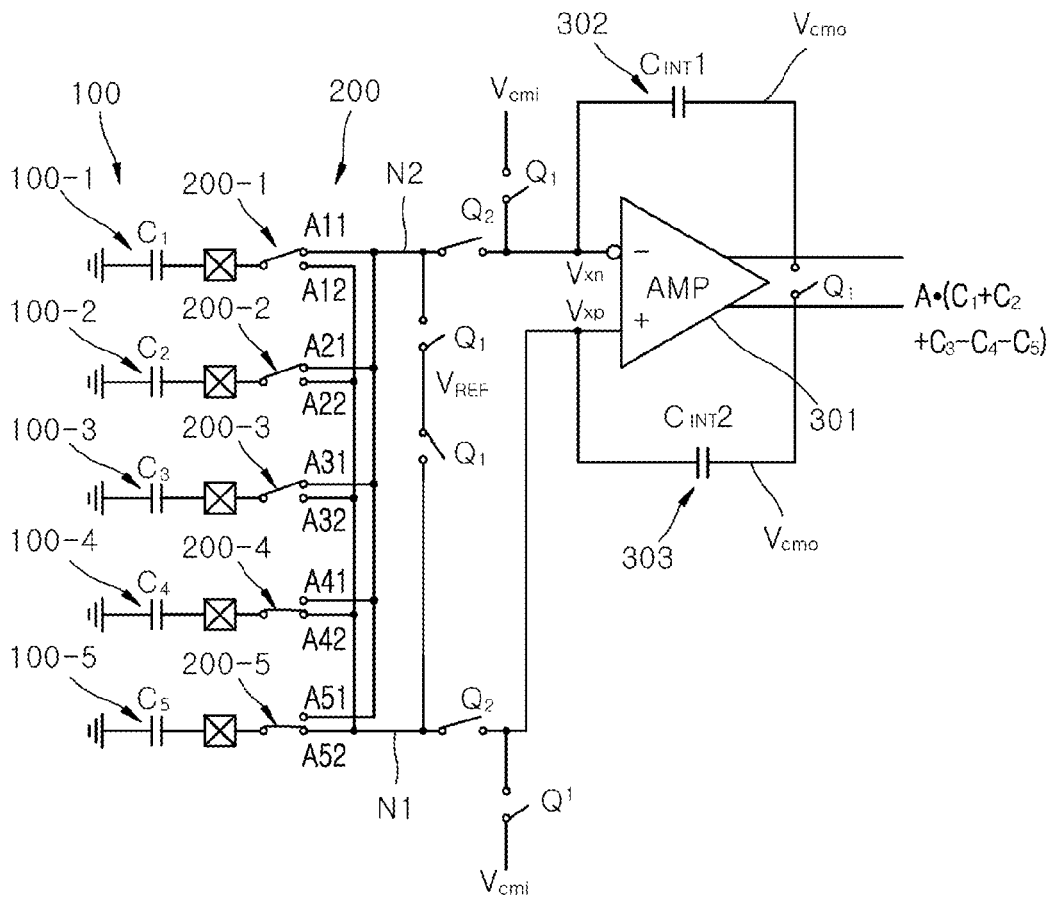 302
Vcmo
CINT1
100
200
Vcmi
100-1
200-1
N2
Q1
C1
A11
Q2
A12
Vxn
−
AMP
Q1
Vxp
+
A•(C1+C2
+C3−C4−C5)
100-2
200-2
C2
A21
A22
Q1
VREF
301
100-3
200-3
C3
A31
A32
Q1
CINT2
303
Vcmo
100-4
200-4
C4
A41
A42
100-5
200-5
C5
A51
A52
Q2
N1
Q1
Vcmi